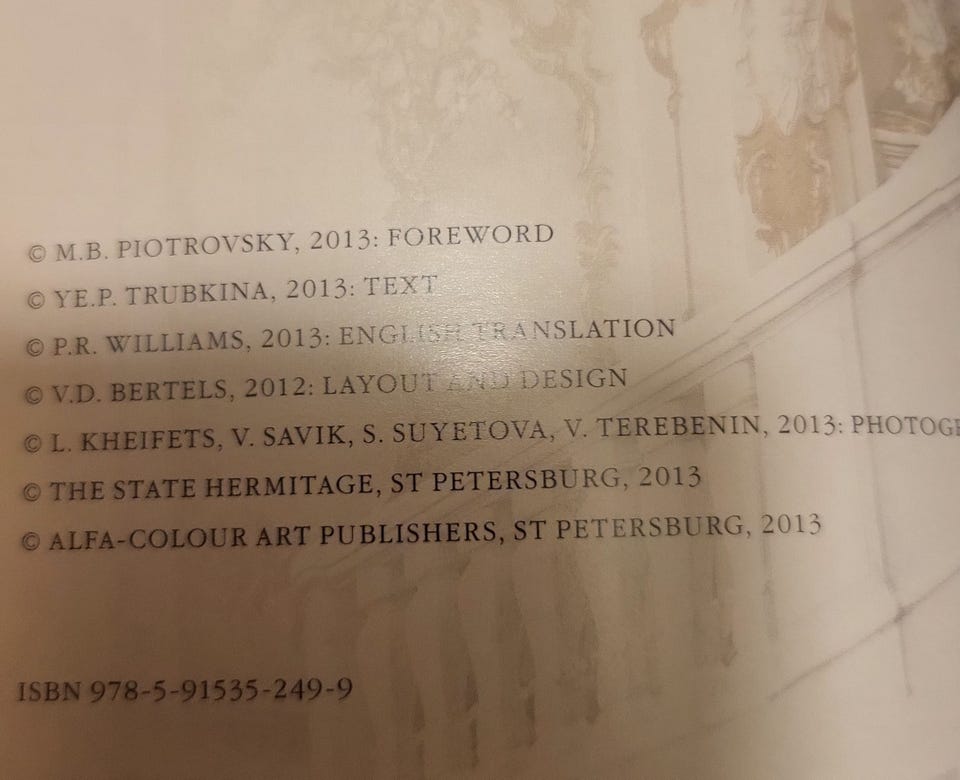 © M.B. PIOTROVSKY, 2013: FOREWORD
© YE.P. TRUBKINA, 2013: TEXT
© P.R. WILLIAMS, 2013: ENGLISH TRANSLATION
© V.D. BERTELS, 2012: LAYOUT AND DESIGN
© L. KHEIFETS, V. SAVIK, S. SUYETOVA, V. TEREBENIN, 2013:
© THE STATE HERMITAGE, ST PETERSBURG, 2013
© ALFA-COLOUR ART PUBLISHERS, ST PETERSBURG, 2013
ISBN 978-5-91535-249-9